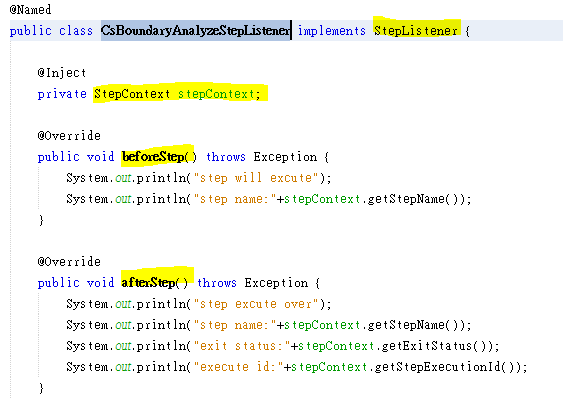 @Named
public class CsBoundaryAnalyzeStepListener implements StepListener {
@Inject
private StepContext stepContext;
@Override
public void beforeStep() throws Exception {
System.out.println("step will excute");
System.out.println("step name:"+stepContext.getStepName());
}
@Override
public void afterStep() throws Exception {
System.out.println("step excute over");
System.out.println("step name:"+stepContext.getStepName());
System.out.println("exit status:"+stepContext.getExitStatus());
System.out.println("execute id:"+stepContext.getStepExecutionId());
}